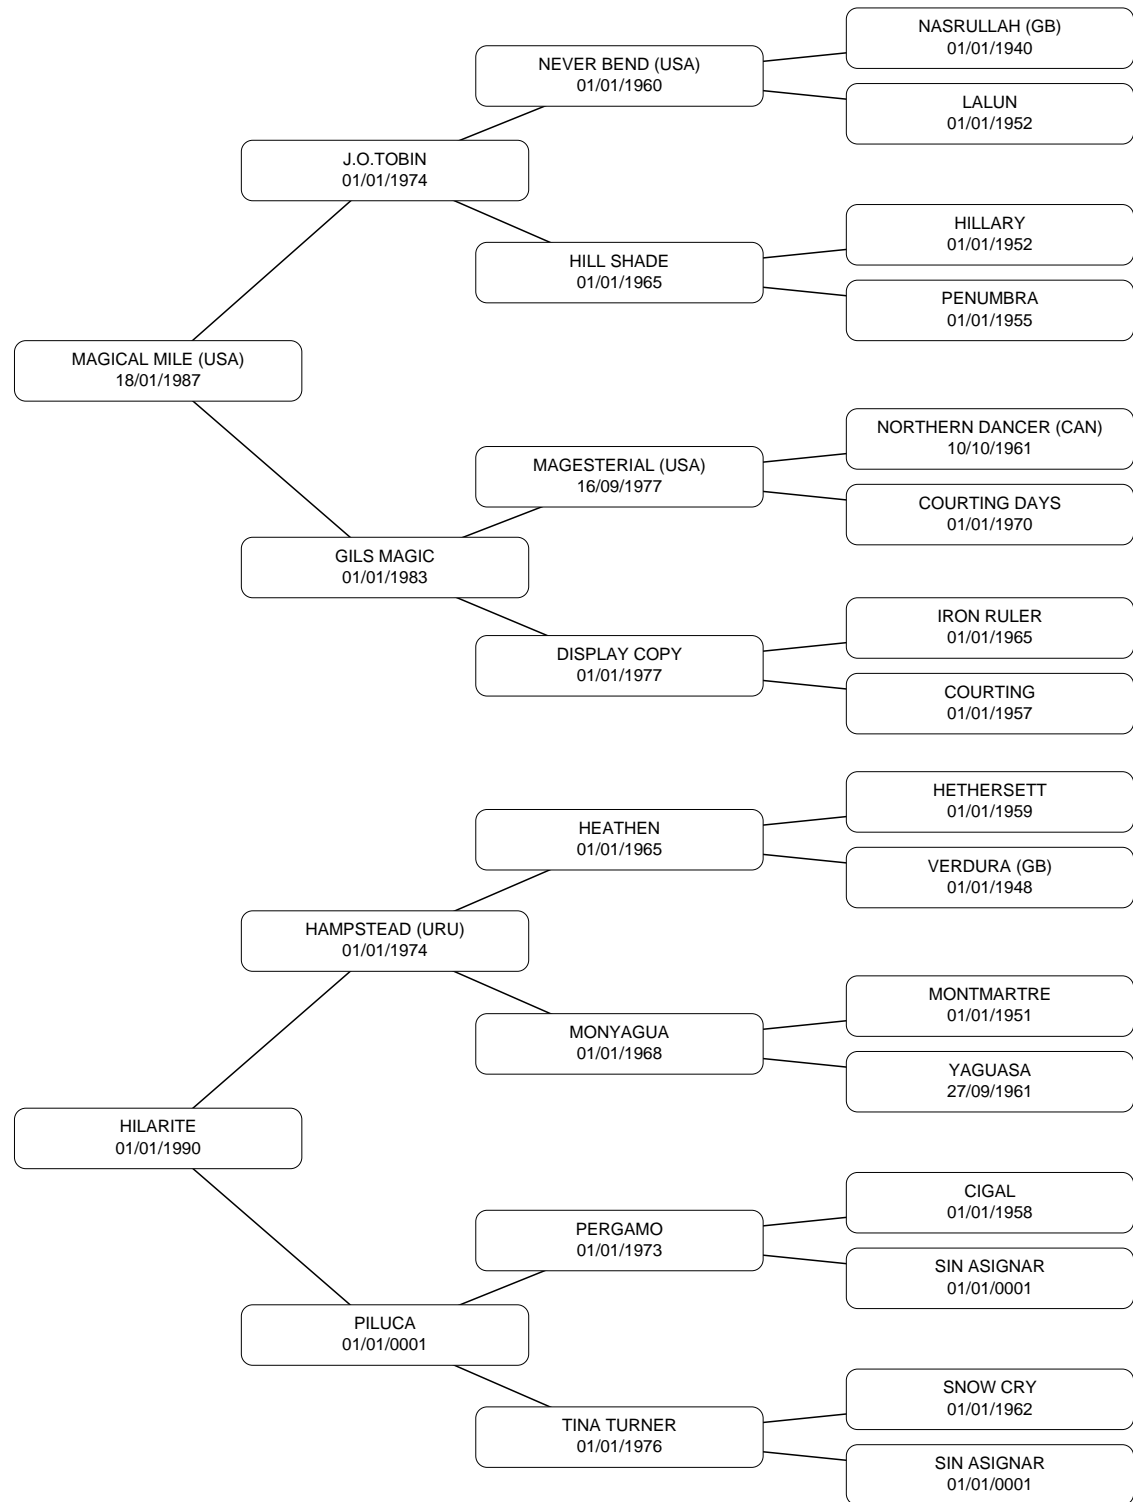 NASRULLAH (GB)
01/01/1940
NEVER BEND (USA)
01/01/1960
LALUN
01/01/1952
J.O.TOBIN
01/01/1974
HILLARY
01/01/1952
HILL SHADE
01/01/1965
PENUMBRA
01/01/1955
MAGICAL MILE (USA)
18/01/1987
NORTHERN DANCER (CAN)
10/10/1961
MAGESTERIAL (USA)
16/09/1977
COURTING DAYS
01/01/1970
GILS MAGIC
01/01/1983
IRON RULER
01/01/1965
DISPLAY COPY
01/01/1977
COURTING
01/01/1957
HETHERSETT
01/01/1959
HEATHEN
01/01/1965
VERDURA (GB)
01/01/1948
HAMPSTEAD (URU)
01/01/1974
MONTMARTRE
01/01/1951
MONYAGUA
01/01/1968
YAGUASA
27/09/1961
HILARITE
01/01/1990
CIGAL
01/01/1958
PERGAMO
01/01/1973
SIN ASIGNAR
01/01/0001
PILUCA
01/01/0001
SNOW CRY
01/01/1962
TINA TURNER
01/01/1976
SIN ASIGNAR
01/01/0001